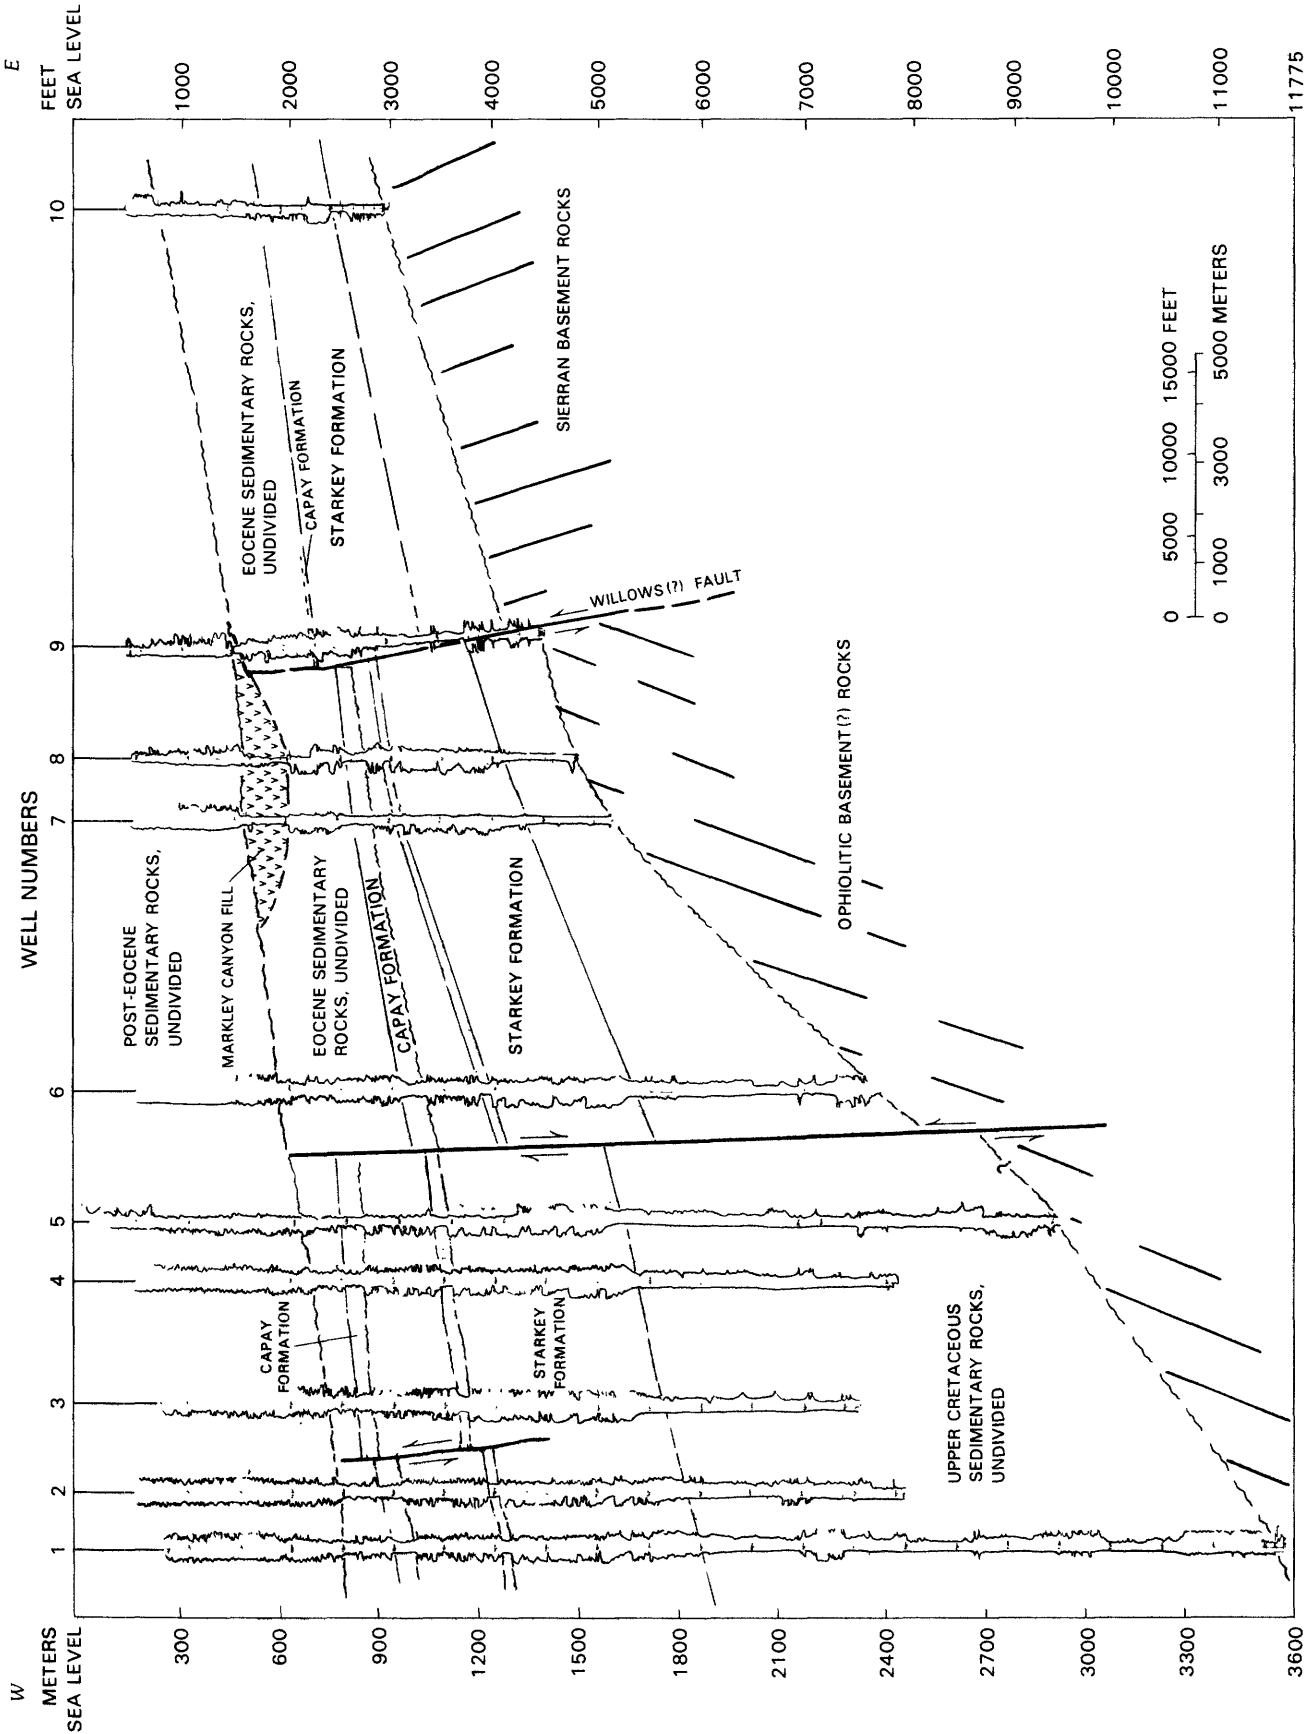 WELL NUMBERS
W
E
METERS
SEA LEVEL
FEET
SEA LEVEL
1
2
3
4
5
6
7
8
9
10
300
600
900
1200
1500
1800
2100
2400
2700
3000
3300
3600
1000
2000
3000
4000
5000
6000
7000
8000
9000
10000
11000
11775
POST-EOCENE
SEDIMENTARY ROCKS,
UNDIVIDED
MARKLEY CANYON FILL
EOCENE SEDIMENTARY
ROCKS, UNDIVIDED
CAPAY FORMATION
STARKEY FORMATION
EOCENE SEDIMENTARY ROCKS,
UNDIVIDED
CAPAY FORMATION
STARKEY FORMATION
CAPAY
FORMATION
STARKEY
FORMATION
SIERRAN BASEMENT ROCKS
WILLOWS(?) FAULT
OPHIOLITIC BASEMENT(?) ROCKS
UPPER CRETACEOUS
SEDIMENTARY ROCKS,
UNDIVIDED
0 5000 10000 15000 FEET
0 1000 3000 5000 METERS